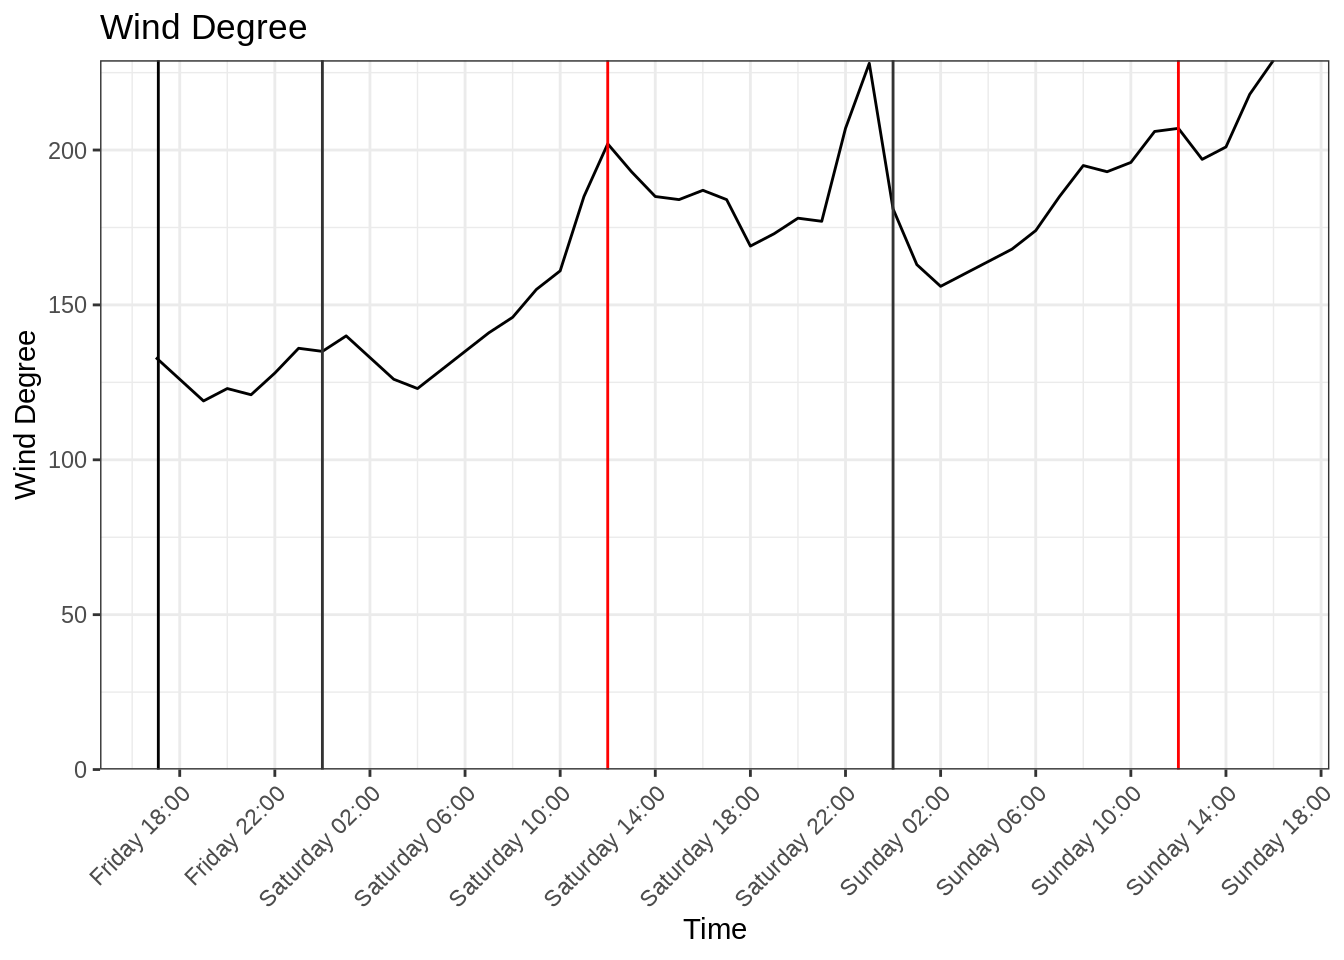 Wind Degree
Wind Degree
200
150
100
50
0
Friday 18:00
Friday 22:00
Saturday 02:00
Saturday 06:00
Saturday 10:00
Saturday 14:00
Saturday 18:00
Saturday 22:00
Sunday 02:00
Sunday 06:00
Sunday 10:00
Sunday 14:00
Sunday 18:00
Time